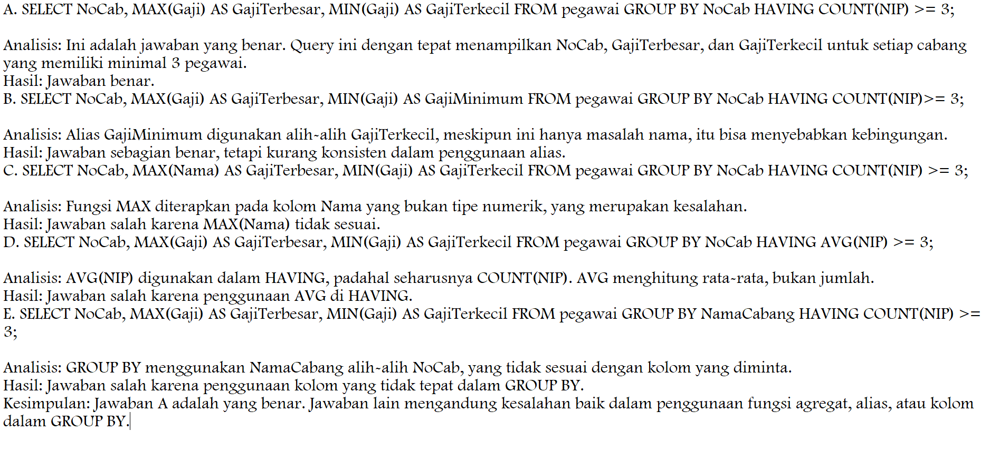 A. SELECT NoCab, MAX(Gaji) AS GajiTerbesar, MIN(Gaji) AS GajiTerkecil FROM pegawai GROUP BY NoCab HAVING COUNT(NIP) >= 3;
Analisis: Ini adalah jawaban yang benar. Query ini dengan tepat menampilkan NoCab, GajiTerbesar, dan GajiTerkecil untuk setiap cabang
yang memiliki minimal 3 pegawai.
Hasil: Jawaban benar.
B. SELECT NoCab, MAX(Gaji) AS GajiTerbesar, MIN(Gaji) AS GajiMinimum FROM pegawai GROUP BY NoCab HAVING COUNT(NIP)>= 3;
Analisis: Alias GajiMinimum digunakan alih-alih GajiTerkecil, meskipun ini hanya masalah nama, itu bisa menyebabkan kebingungan.
Hasil: Jawaban sebagian benar, tetapi kurang konsisten dalam penggunaan alias.
C. SELECT NoCab, MAX(Nama) AS GajiTerbesar, MIN(Gaji) AS GajiTerkecil FROM pegawai GROUP BY NoCab HAVING COUNT(NIP) >= 3;
Analisis: Fungsi MAX diterapkan pada kolom Nama yang bukan tipe numerik, yang merupakan kesalahan.
Hasil: Jawaban salah karena MAX(Nama) tidak sesuai.
D. SELECT NoCab, MAX(Gaji) AS GajiTerbesar, MIN(Gaji) AS GajiTerkecil FROM pegawai GROUP BY NoCab HAVING AVG(NIP) >= 3;
Analisis: AVG(NIP) digunakan dalam HAVING, padahal seharusnya COUNT(NIP). AVG menghitung rata-rata, bukan jumlah.
Hasil: Jawaban salah karena penggunaan AVG di HAVING.
E. SELECT NoCab, MAX(Gaji) AS GajiTerbesar, MIN(Gaji) AS GajiTerkecil FROM pegawai GROUP BY NamaCabang HAVING COUNT(NIP) >=
3;
Analisis: GROUP BY menggunakan NamaCabang alih-alih NoCab, yang tidak sesuai dengan kolom yang diminta.
Hasil: Jawaban salah karena penggunaan kolom yang tidak tepat dalam GROUP BY.
Kesimpulan: Jawaban A adalah yang benar. Jawaban lain mengandung kesalahan baik dalam penggunaan fungsi agregat, alias, atau kolom
dalam GROUP BY.